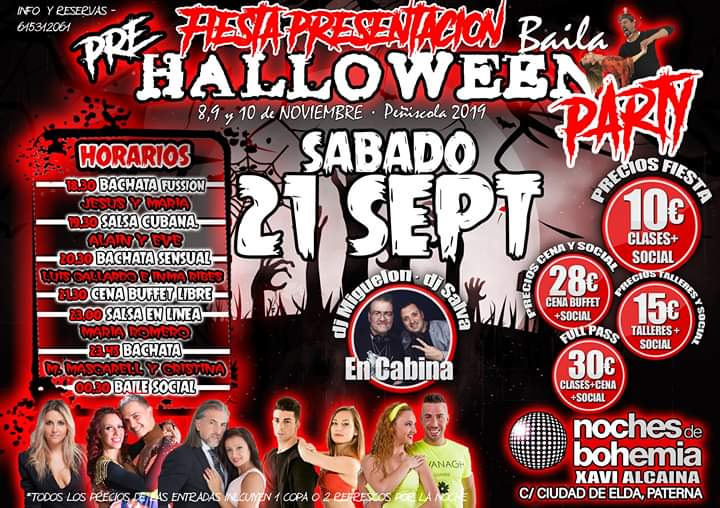 INFO Y RESERVAS -
615312061
PRE
FIESTA PRESENTACION
Baila
HALLOWEEN
PARTY
8,9 y 10 de NOVIEMBRE · Peñiscola 2019
SABADO
21 SEPT
HORARIOS
18.30 BACHATA FUSSION
JESUS Y MARIA
19.30 SALSA CUBANA.
ALAIN Y EVE
20.30 BACHATA SENSUAL
LUIS GALLARDO E INMA RIBES
21.30 CENA BUFFET LIBRE
23.00 SALSA EN LINEA
MARIA ROMERO
23.45 BACHATA
M. MASCARELL Y CRISTINA
00.30 BAILE SOCIAL
dj Miguelon · dj Salva
En Cabina
PRECIOS FIESTA
10€
CLASES+
SOCIAL
PRECIOS CENA Y SOCIAL
28€
CENA BUFFET
+SOCIAL
PRECIOS TALLERES Y SOCIAL
15€
TALLERES +
SOCIAL
FULL PASS
30€
CLASES+CENA
+SOCIAL
noches de
bohemia
XAVI ALCAINA
C/ CIUDAD DE ELDA, PATERNA
VANAGH
*TODOS LOS PRECIOS DE LAS ENTRADAS INCLUYEN 1 COPA O 2 REFRESCOS POR LA NOCHE